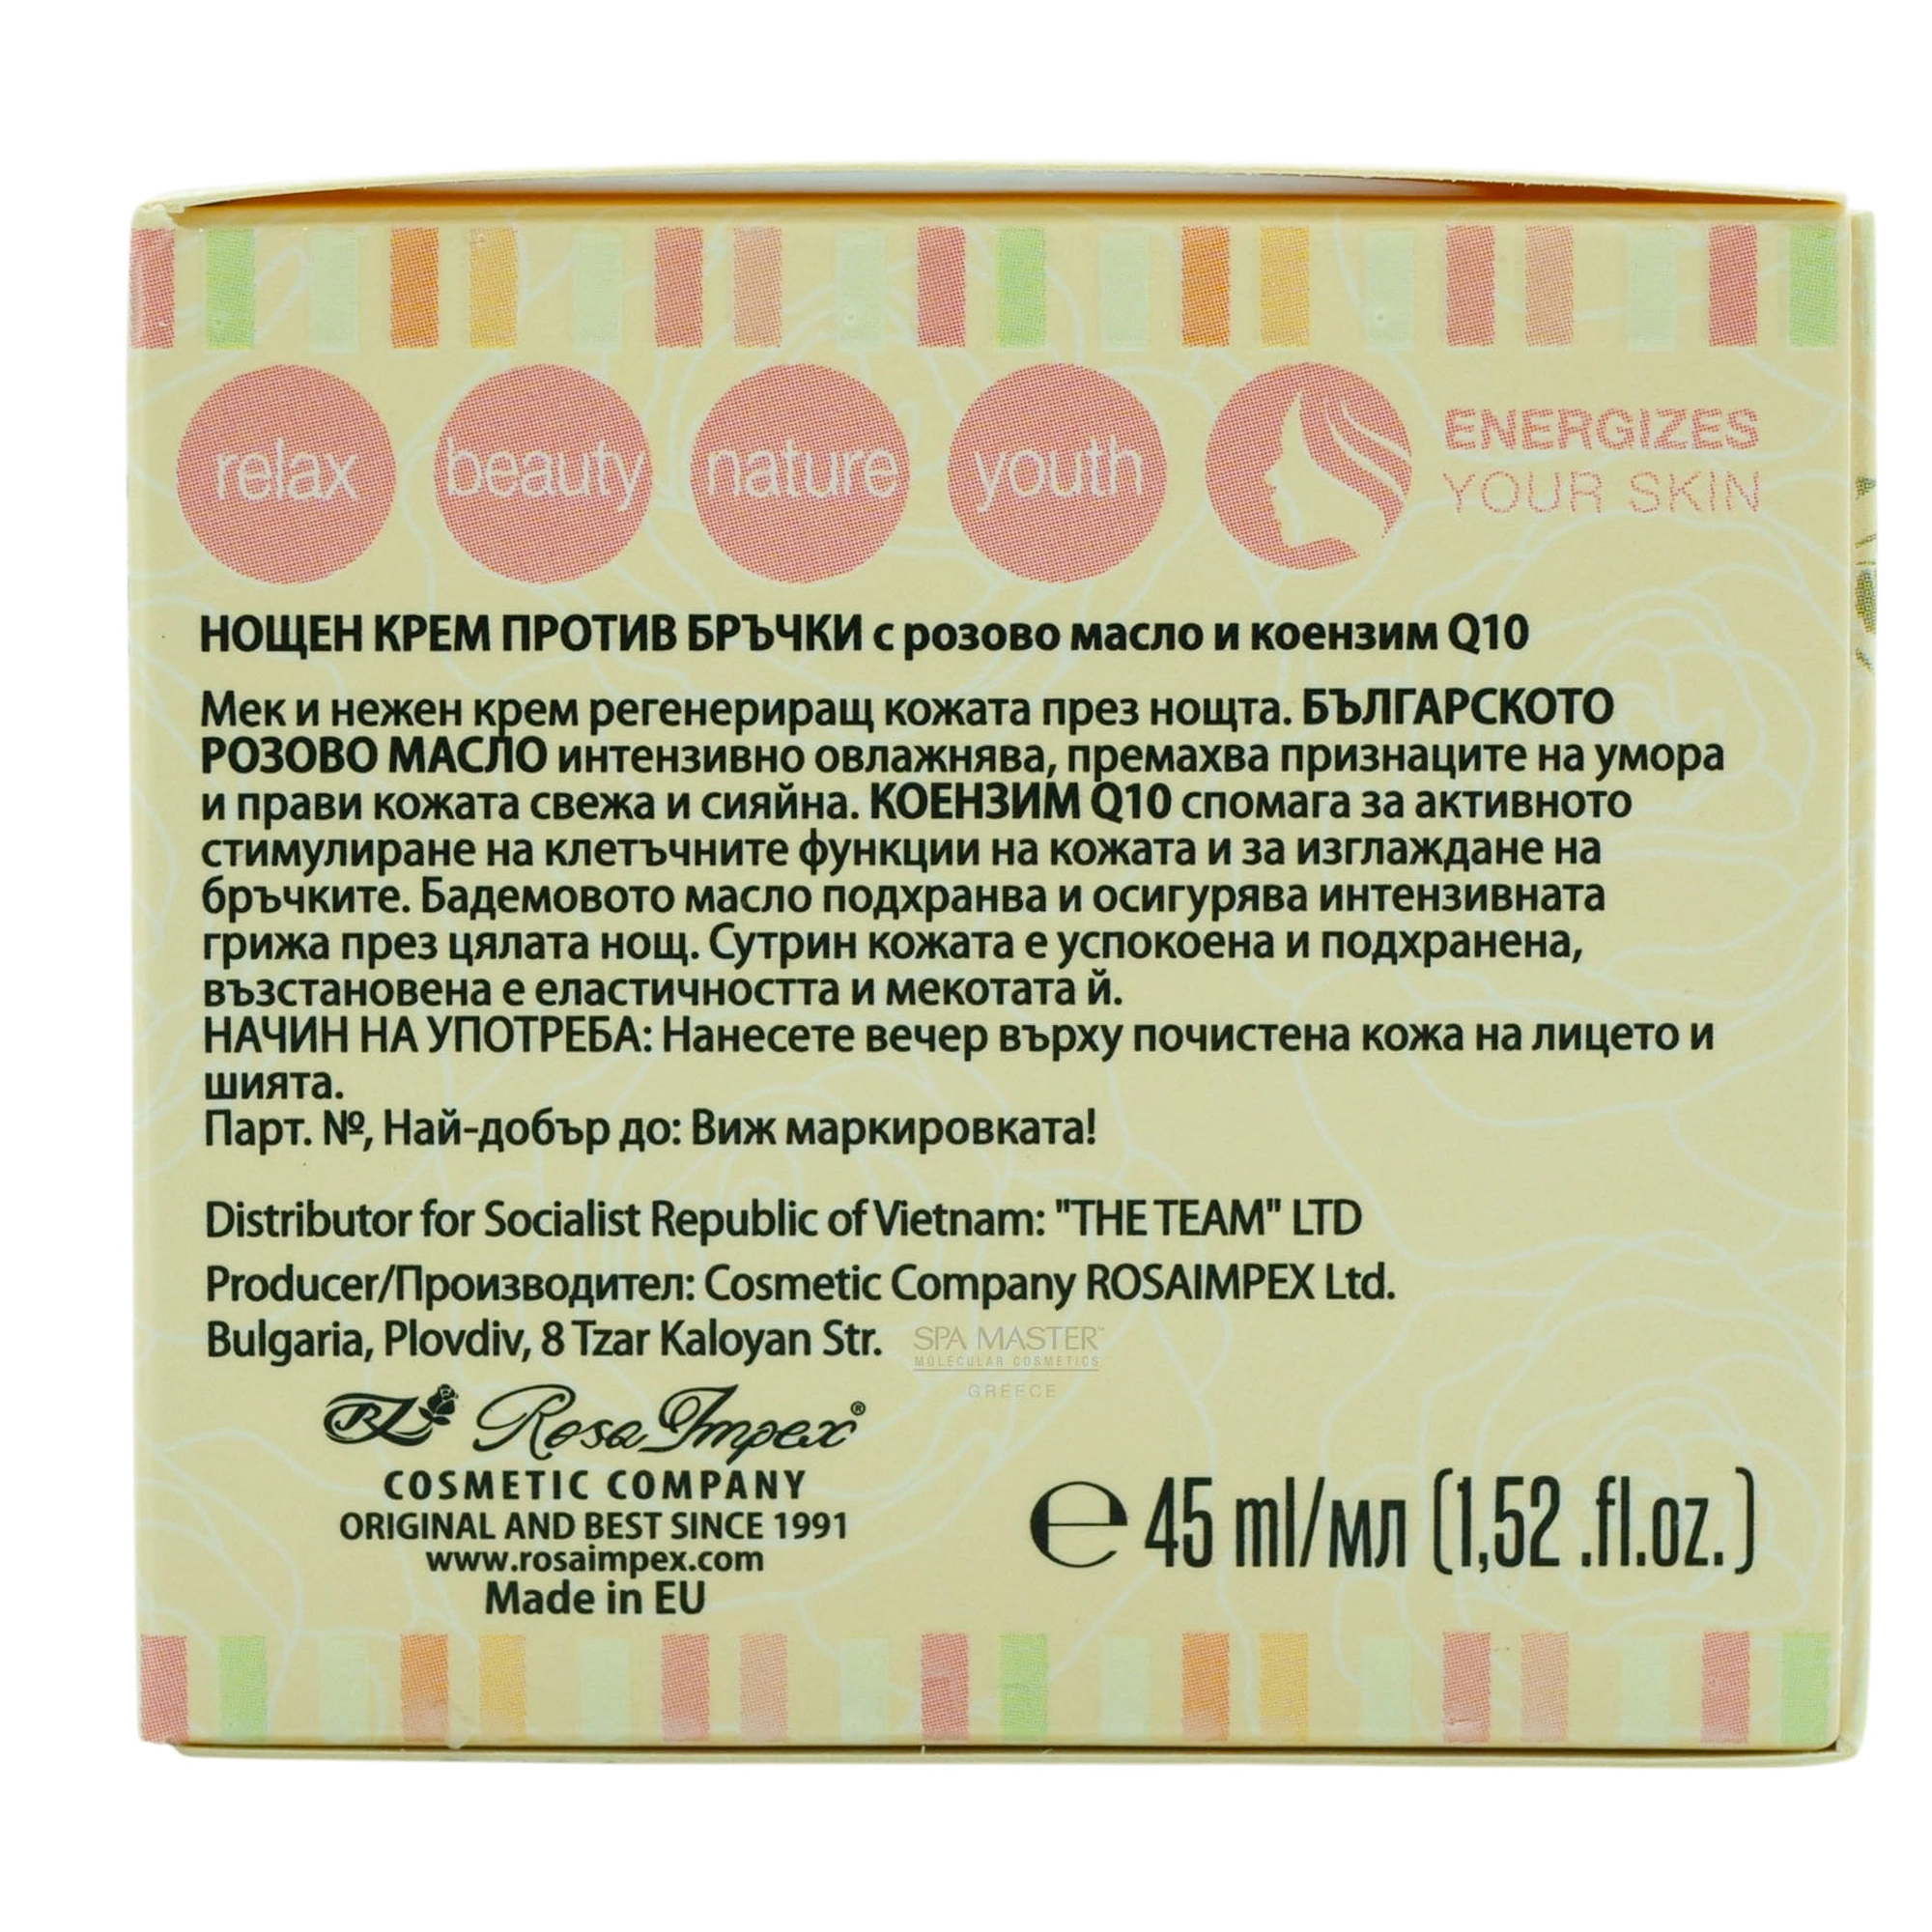 relax beauty nature youth ENERGIZES
YOUR SKIN
НОЩЕН КРЕМ ПРОТИВ БРЪЧКИ с розово масло и коензим Q10
Мек и нежен крем регенериращ кожата през нощта. БЪЛГАРСКОТО
РОЗОВО МАСЛО интензивно овлажнява, премахва признаците на умора
и прави кожата свежа и сияйна. КОЕНЗИМ Q10 спомага за активното
стимулиране на клетъчните функции на кожата и за изглаждане на
бръчките. Бадемовото масло подхранва и осигурява интензивната
грижа през цялата нощ. Сутрин кожата е успокоена и подхранена,
възстановена е еластичността и мекотата й.
НАЧИН НА УПОТРЕБА: Нанесете вечер върху почистена кожа на лицето и
шията.
Парт. №, Най-добър до: Виж маркировката!
Distributor for Socialist Republic of Vietnam: "THE TEAM" LTD
Producer/Производител: Cosmetic Company ROSAIMPEX Ltd.
Bulgaria, Plovdiv, 8 Tzar Kaloyan Str.
SPA MASTER™
MOLECULAR COSMETICS
GREECE
Rosa Impex®
COSMETIC COMPANY
ORIGINAL AND BEST SINCE 1991
www.rosaimpex.com
Made in EU
℮ 45 ml/мл (1,52 .fl.oz.)